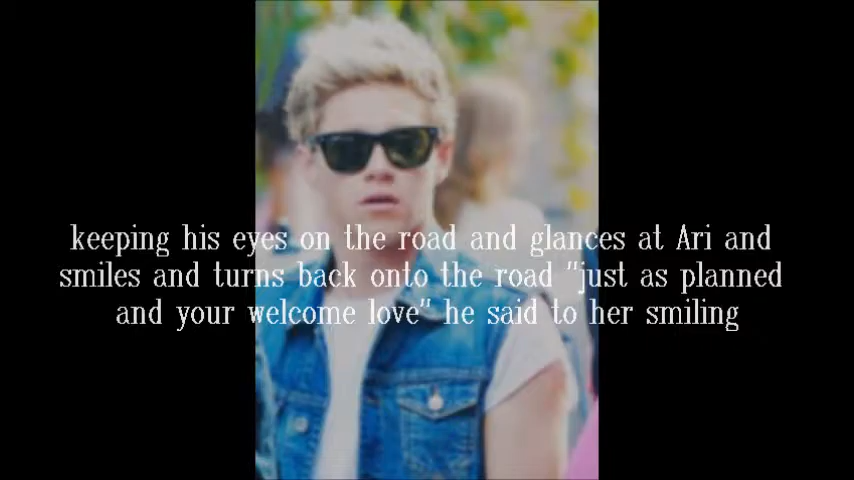 keeping his eyes on the road and glances at Ari and
smiles and turns back onto the road "just as planned
and your welcome love" he said to her smiling